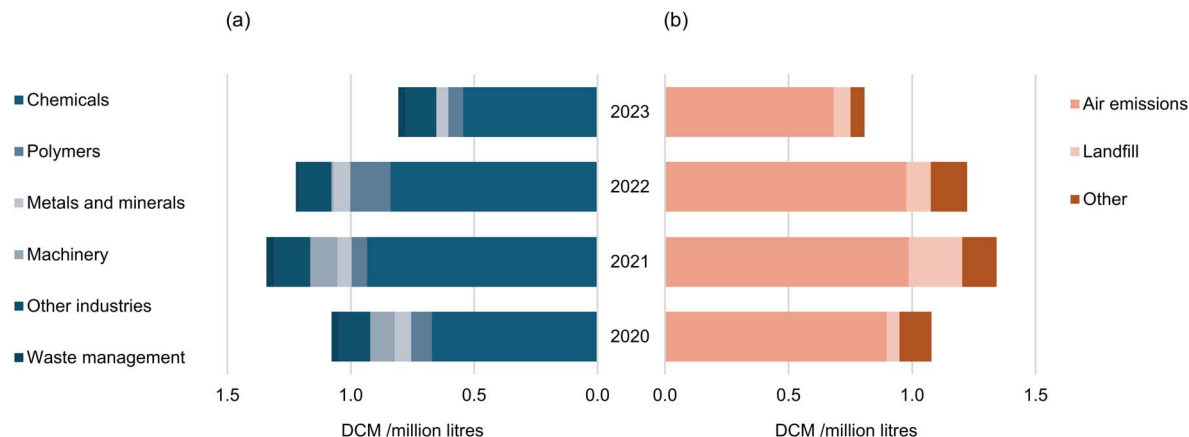 (a)
(b)
Chemicals
Polymers
Metals and minerals
Machinery
Other industries
Waste management
2023
2022
2021
2020
Air emissions
Landfill
Other
1.5 1.0 0.5 0.0
0.0 0.5 1.0 1.5
DCM /million litres
DCM /million litres